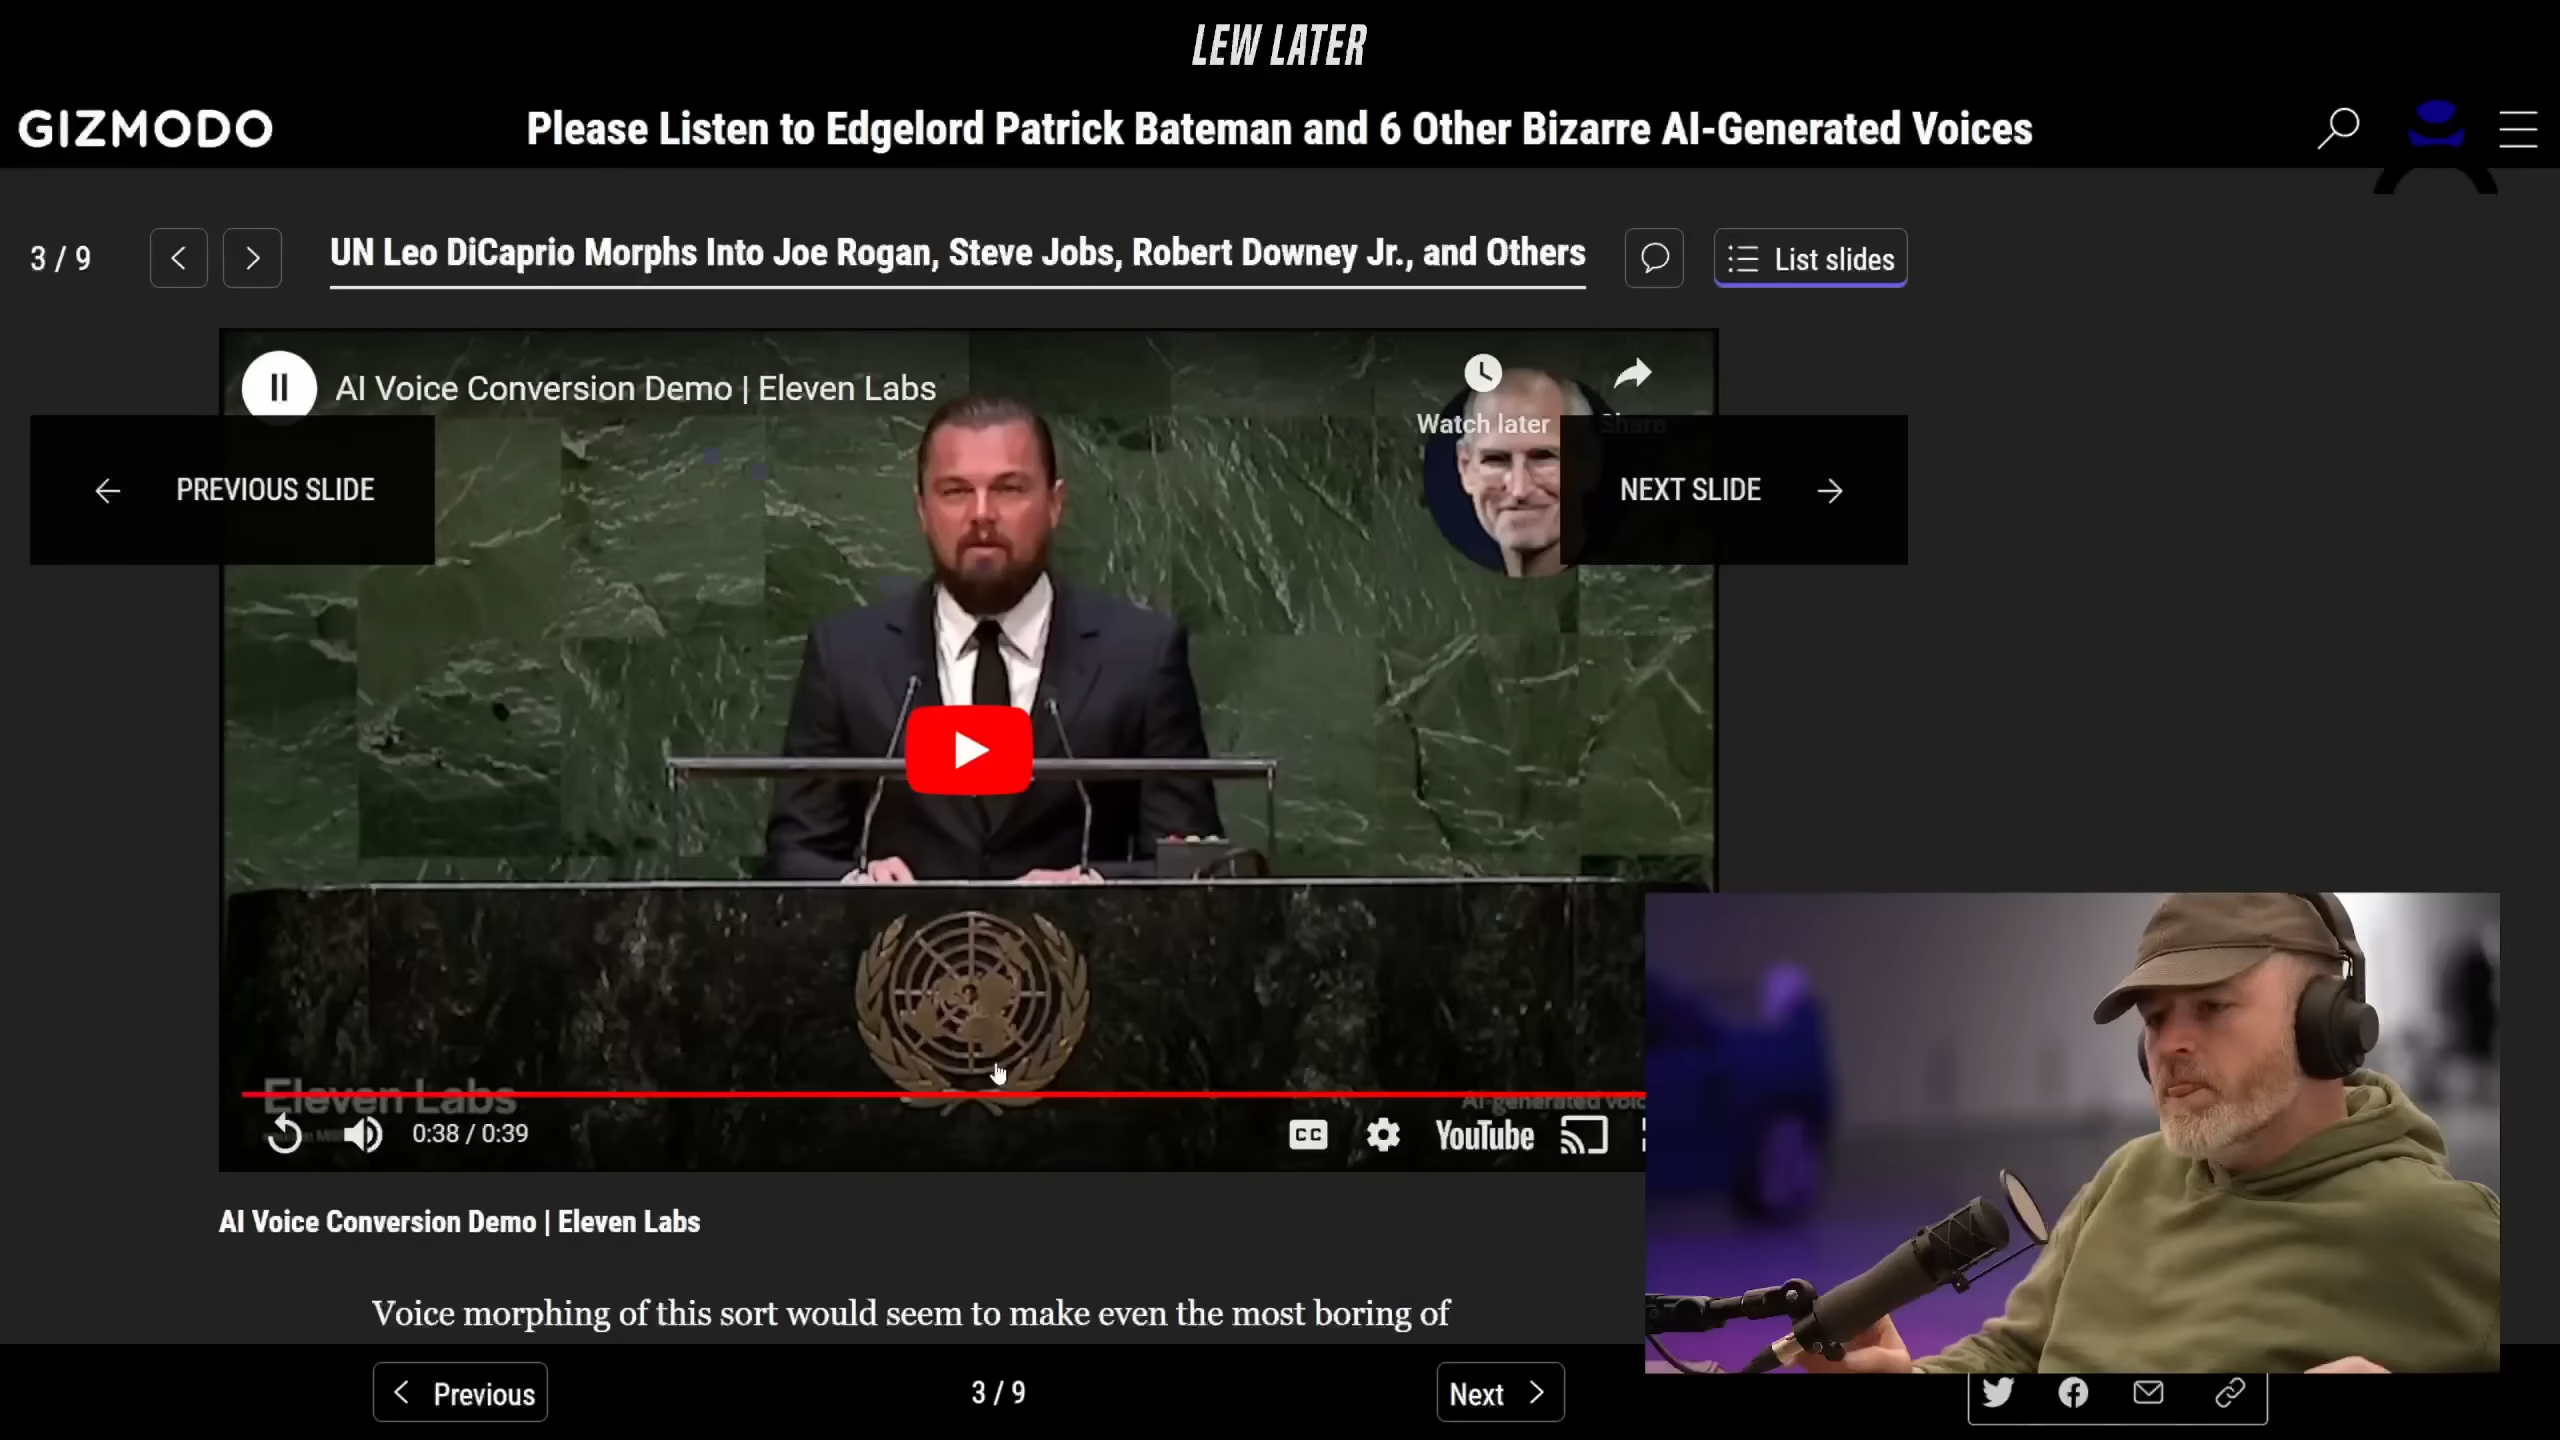 LEW LATER
GIZMODO
Please Listen to Edgelord Patrick Bateman and 6 Other Bizarre AI-Generated Voices
3 / 9
UN Leo DiCaprio Morphs Into Joe Rogan, Steve Jobs, Robert Downey Jr., and Others
List slides
AI Voice Conversion Demo | Eleven Labs
Watch later
Share
PREVIOUS SLIDE
NEXT SLIDE
Eleven Labs
AI-generated
0:38 / 0:39
CC
YouTube
AI Voice Conversion Demo | Eleven Labs
Voice morphing of this sort would seem to make even the most boring of
Previous
3 / 9
Next